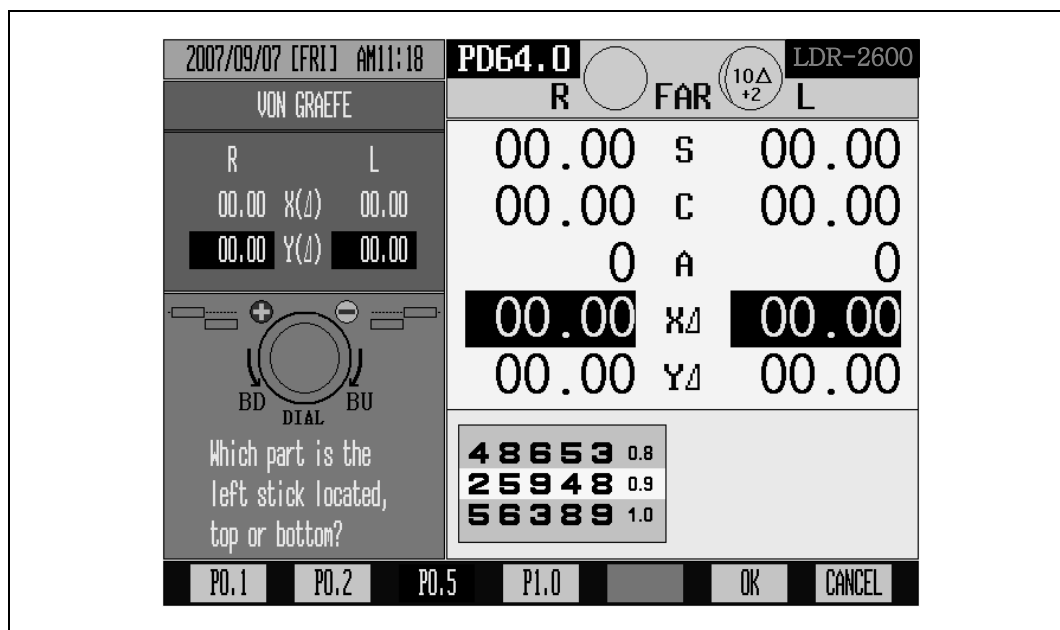 2007/09/07 [FRI] AM11:18
VON GRAEFE
R L
00.00 X(Δ) 00.00
00.00 Y(Δ) 00.00
BD DIAL BU
Which part is the
left stick located,
top or bottom?
PD64.0 LDR-2600
R FAR 10Δ +2 L
00.00 S 00.00
00.00 C 00.00
0 A 0
00.00 XΔ 00.00
00.00 YΔ 00.00
48653 0.8
25948 0.9
56389 1.0
P0.1 P0.2 P0.5 P1.0 OK CANCEL